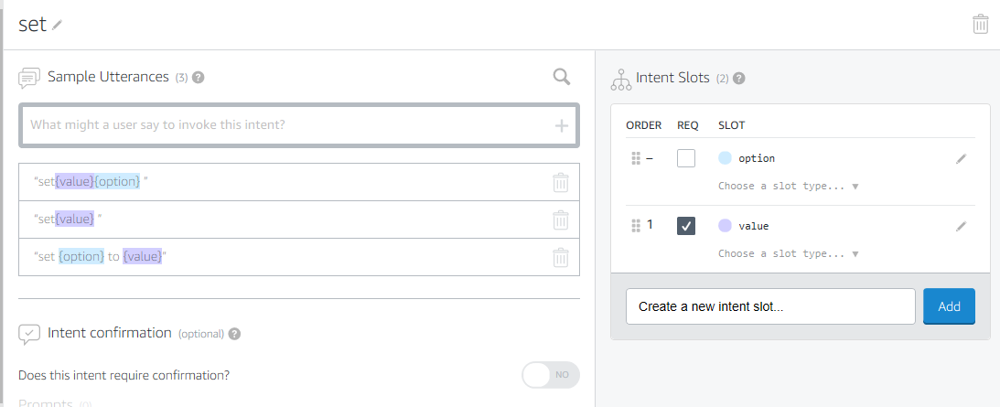 set
Sample Utterances (3) ?
What might a user say to invoke this intent? +
"set{value}{option} "
"set{value} "
"set {option} to {value}"
Intent confirmation (optional) ?
Does this intent require confirmation? NO
Prompts (0)
Intent Slots (2) ?
ORDER REQ SLOT
– option
Choose a slot type... ▼
1 value
Choose a slot type... ▼
Create a new intent slot... Add